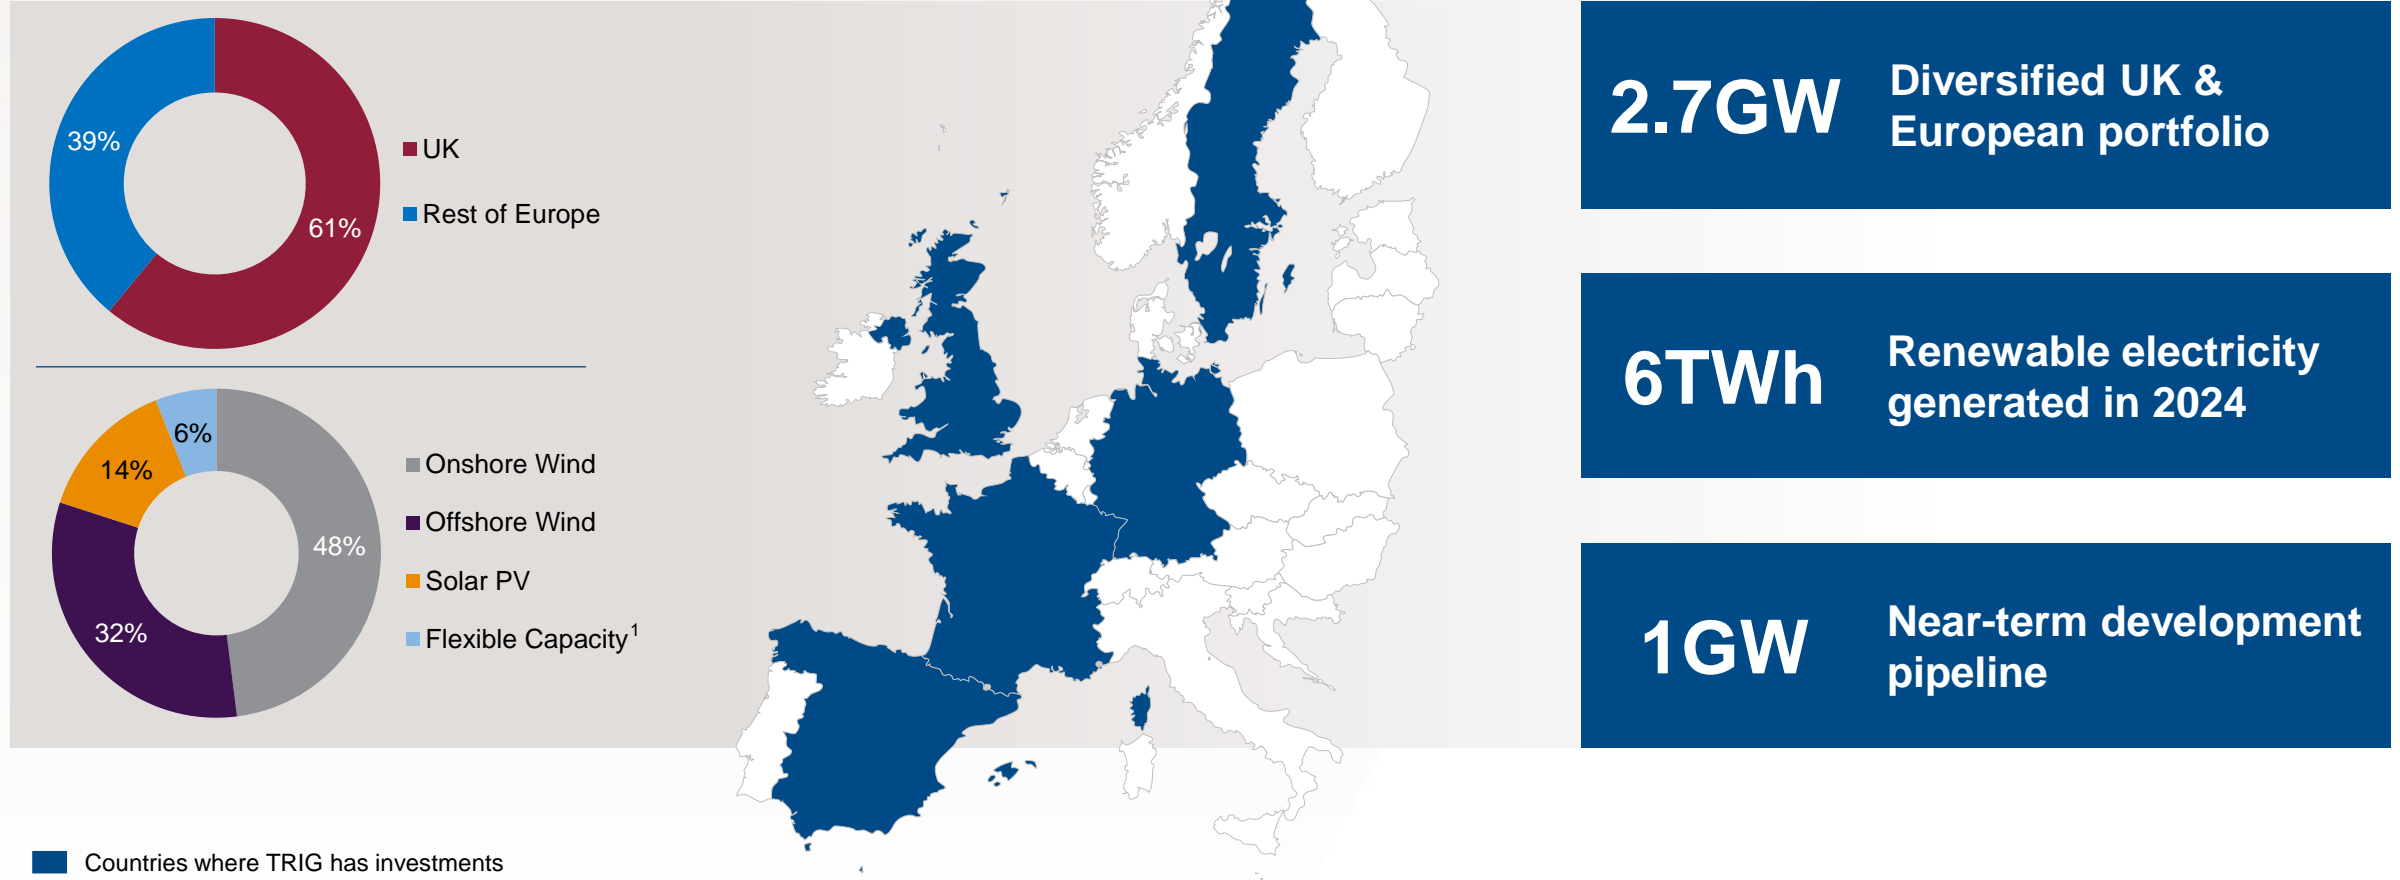 39%
61%
UK
Rest of Europe
6%
14%
48%
32%
Onshore Wind
Offshore Wind
Solar PV
Flexible Capacity1
Countries where TRIG has investments
2.7GW
Diversified UK &
European portfolio
6TWh
Renewable electricity
generated in 2024
1GW
Near-term development
pipeline